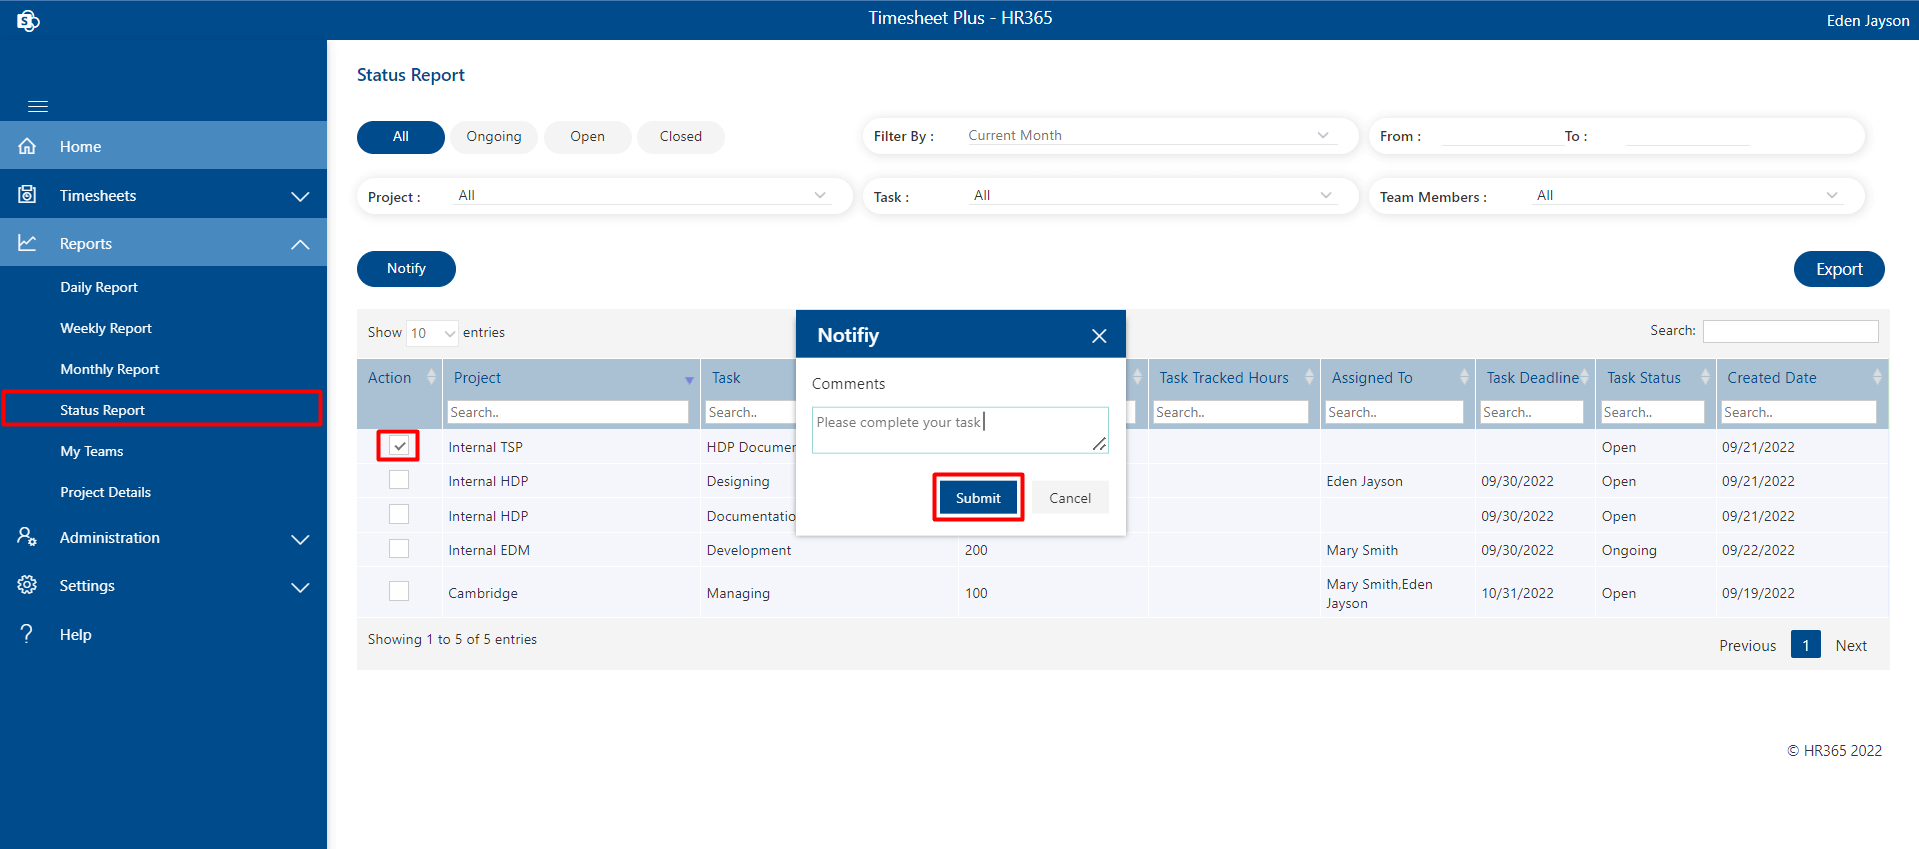 Timesheet Plus - HR365
Eden Jayson
Home
Timesheets
Reports
Daily Report
Weekly Report
Monthly Report
Status Report
My Teams
Project Details
Administration
Settings
Help
Status Report
All Ongoing Open Closed
Filter By : Current Month
From : To :
Project : All
Task : All
Team Members : All
Notify
Export
Show 10 entries
Search:
Action Project Task Task Tracked Hours Assigned To Task Deadline Task Status Created Date
Search.. Search.. Search.. Search.. Search.. Search.. Search..
Internal TSP HDP Documen Open 09/21/2022
Internal HDP Designing Eden Jayson 09/30/2022 Open 09/21/2022
Internal HDP Documentatio 09/30/2022 Open 09/21/2022
Internal EDM Development 200 Mary Smith 09/30/2022 Ongoing 09/22/2022
Cambridge Managing 100 Mary Smith,Eden
Jayson 10/31/2022 Open 09/19/2022
Notifiy
Comments
Please complete your task
Submit Cancel
Showing 1 to 5 of 5 entries
Previous 1 Next
© HR365 2022